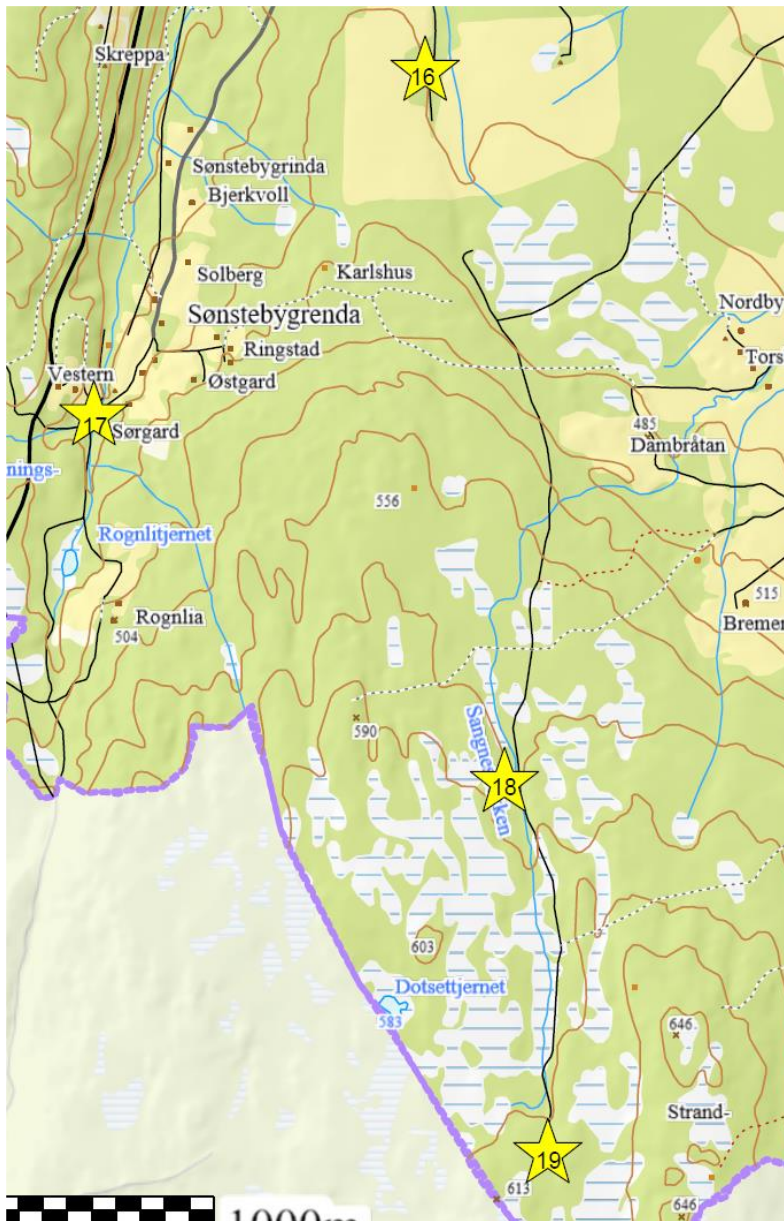 Skreppa
16
Sønstebygrinda
Bjerkvoll
Solberg
Karlshus
Sønstebygrenda
Nordby
Ringstad
Tors
Vestern
Østgard
17
Sørgard
485
Dambråtan
nings-
556
Rognlitjernet
515
Rognlia
504
Bremer
590
18
603
Dotsettjernet
583
646
Strand-
19
613
646
1000m